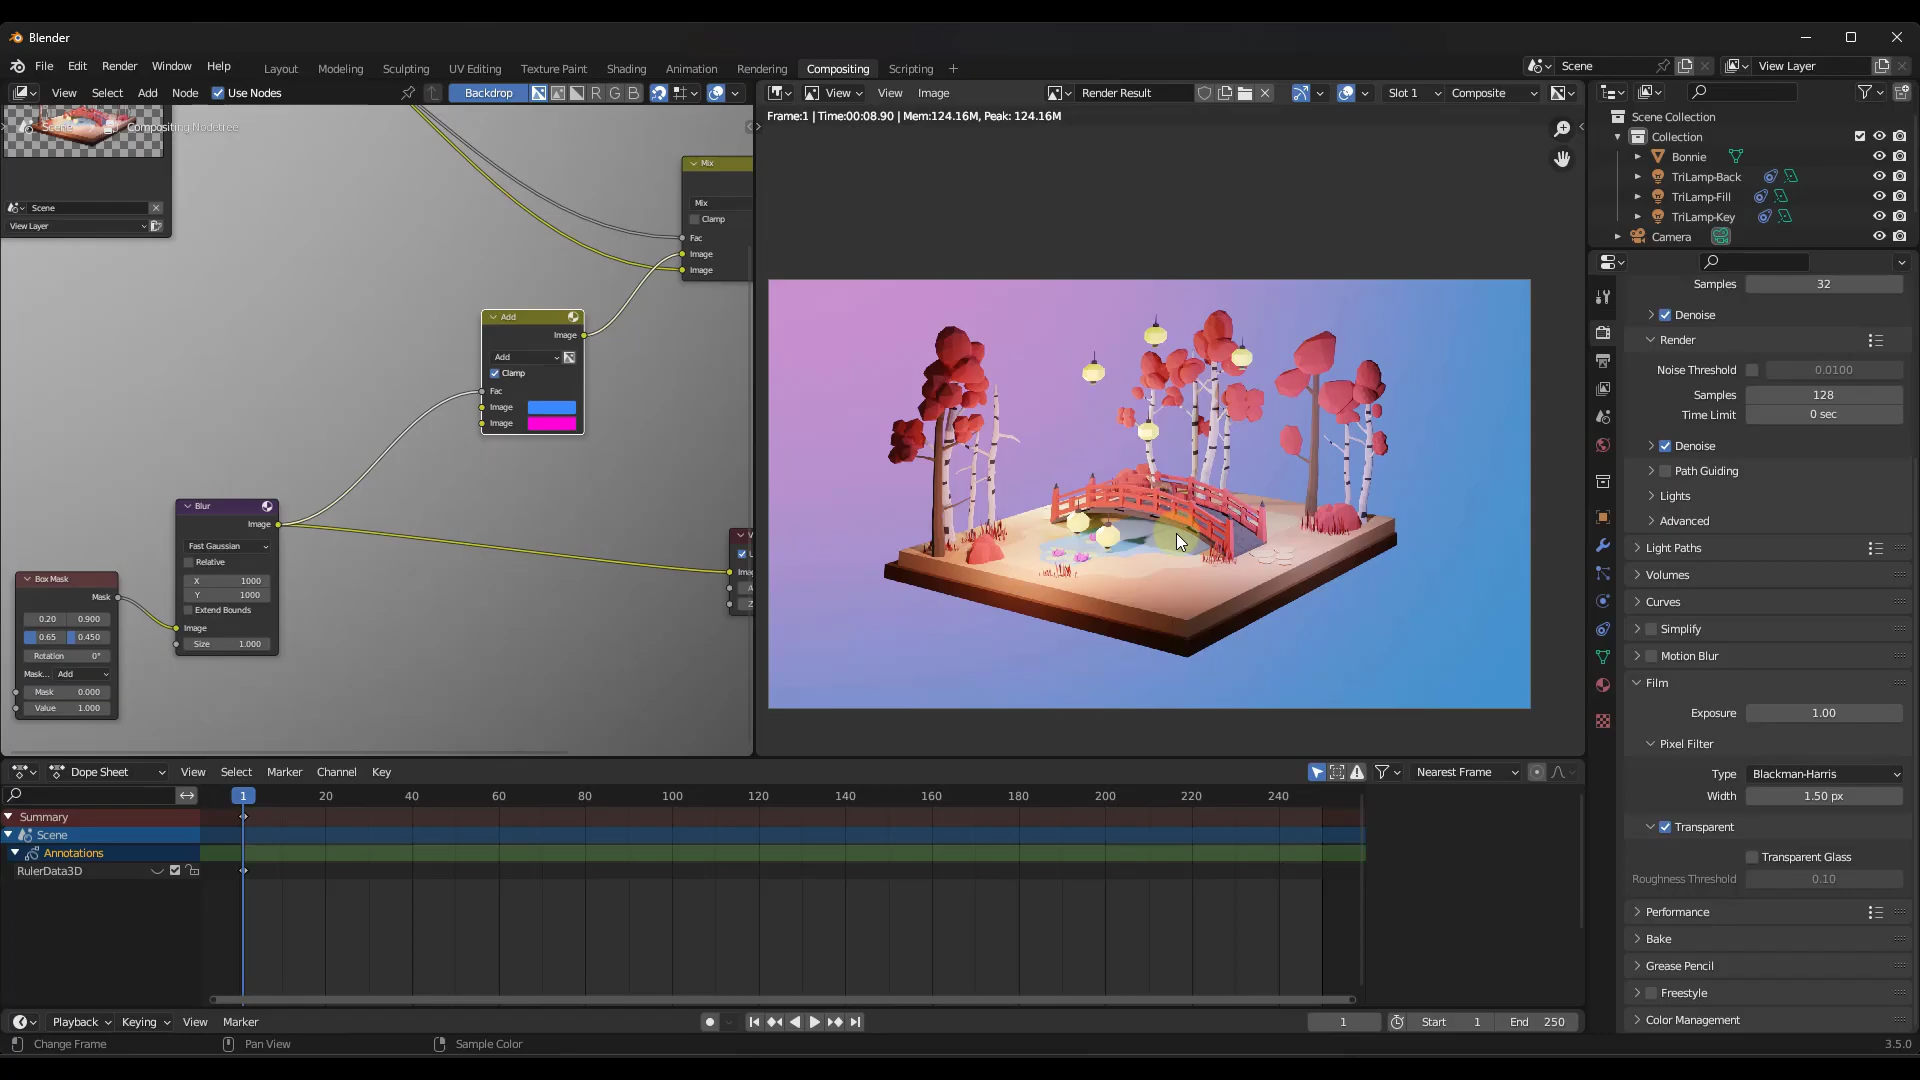 Blender
File Edit Render Window Help Layout Modeling Sculpting UV Editing Texture Paint Shading Animation Rendering Compositing Scripting Scene View Layer
View Select Add Node Use Nodes Backdrop R G B View View Image Render Result Slot 1 Composite
Frame:1 | Time:00:08.90 | Mem:124.16M, Peak: 124.16M
Scene Compositing Nodetree
Scene
View Layer
Mix
Mix
Clamp
Fac
Image
Image
Add
Image
Add
Clamp
Fac
Image
Image
Blur
Image
Fast Gaussian
Relative
X 1000
Y 1000
Extend Bounds
Image
Size 1.000
Box Mask
Mask
0.20 0.900
0.65 0.450
Rotation 0°
Mask... Add
Mask 0.000
Value 1.000
Scene Collection
Collection
Bonnie
TriLamp-Back
TriLamp-Fill
TriLamp-Key
Camera
Samples 32
Denoise
Render
Noise Threshold 0.0100
Samples 128
Time Limit 0 sec
Denoise
Path Guiding
Lights
Advanced
Light Paths
Volumes
Curves
Simplify
Motion Blur
Film
Exposure 1.00
Pixel Filter
Type Blackman-Harris
Width 1.50 px
Transparent
Transparent Glass
Roughness Threshold 0.10
Performance
Bake
Grease Pencil
Freestyle
Color Management
Dope Sheet View Select Marker Channel Key Nearest Frame
1 20 40 60 80 100 120 140 160 180 200 220 240
Summary
Scene
Annotations
RulerData3D
Playback Keying View Marker 1 Start 1 End 250
Change Frame Pan View Sample Color 3.5.0